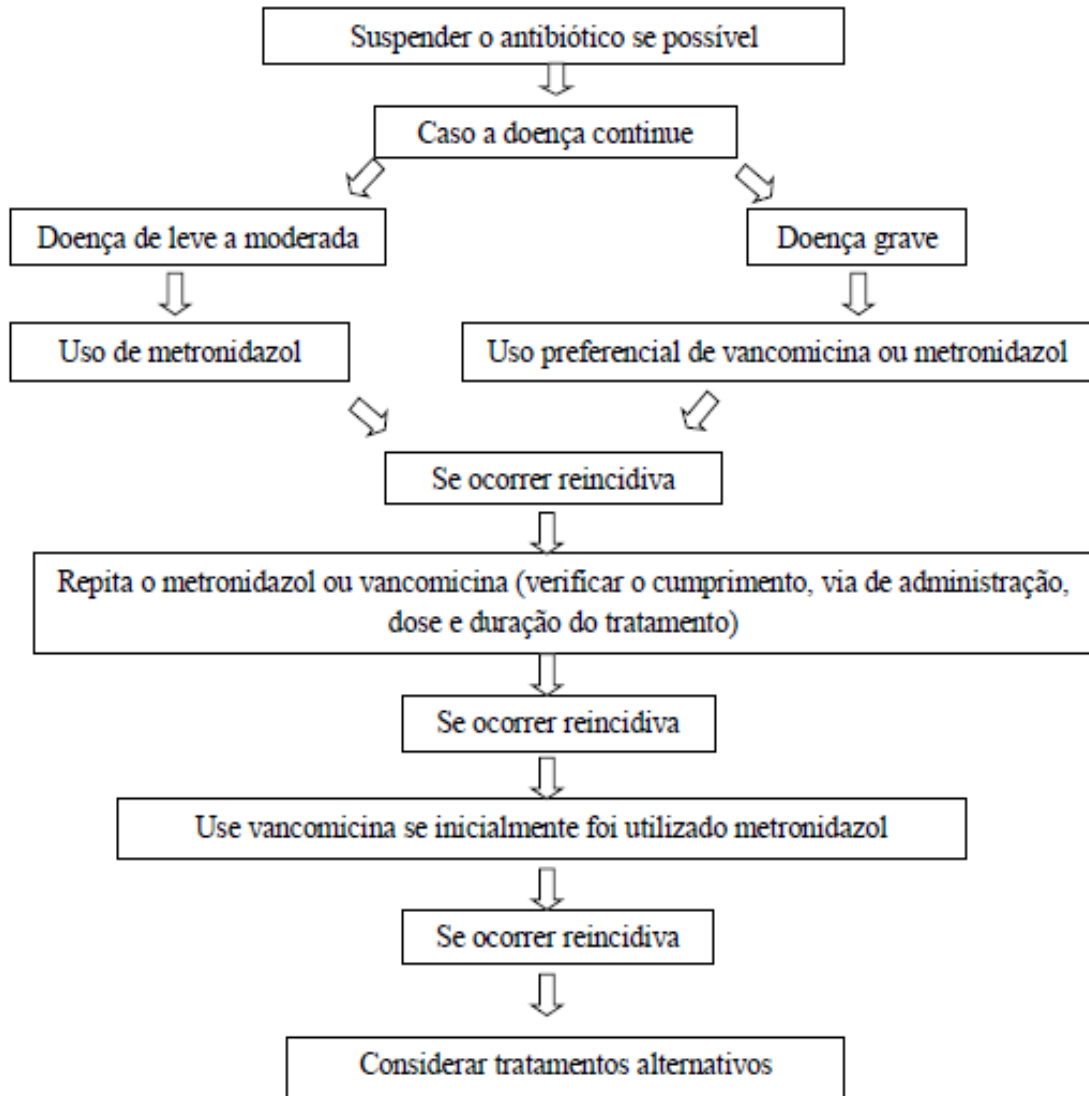 Suspender o antibiótico se possível
Caso a doença continue
Doença de leve a moderada
Doença grave
Uso de metronidazol
Uso preferencial de vancomicina ou metronidazol
Se ocorrer reincidiva
Repita o metronidazol ou vancomicina (verificar o cumprimento, via de administração,
dose e duração do tratamento)
Se ocorrer reincidiva
Use vancomicina se inicialmente foi utilizado metronidazol
Se ocorrer reincidiva
Considerar tratamentos alternativos